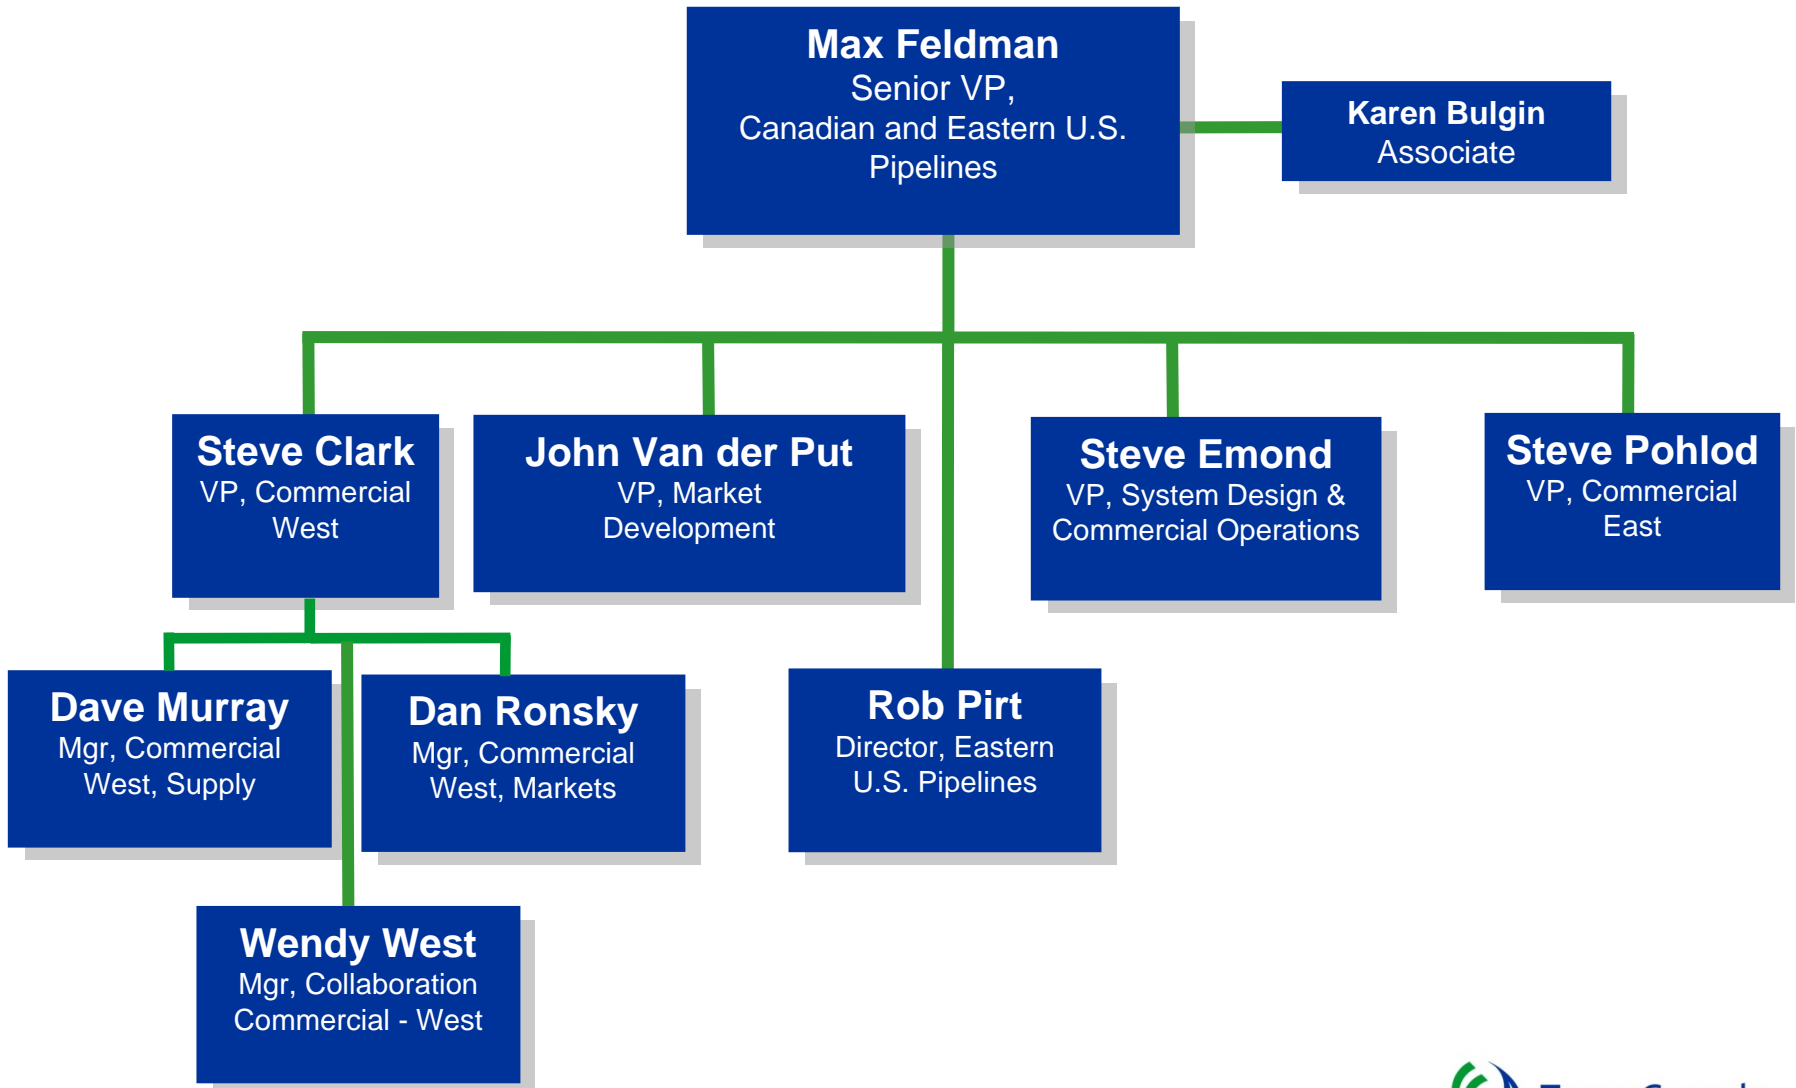 Max Feldman
Senior VP,
Canadian and Eastern U.S.
Pipelines
Karen Bulgin
Associate
Steve Clark
VP, Commercial
West
John Van der Put
VP, Market
Development
Steve Emond
VP, System Design &
Commercial Operations
Steve Pohlod
VP, Commercial
East
Dave Murray
Mgr, Commercial
West, Supply
Dan Ronsky
Mgr, Commercial
West, Markets
Rob Pirt
Director, Eastern
U.S. Pipelines
Wendy West
Mgr, Collaboration
Commercial - West